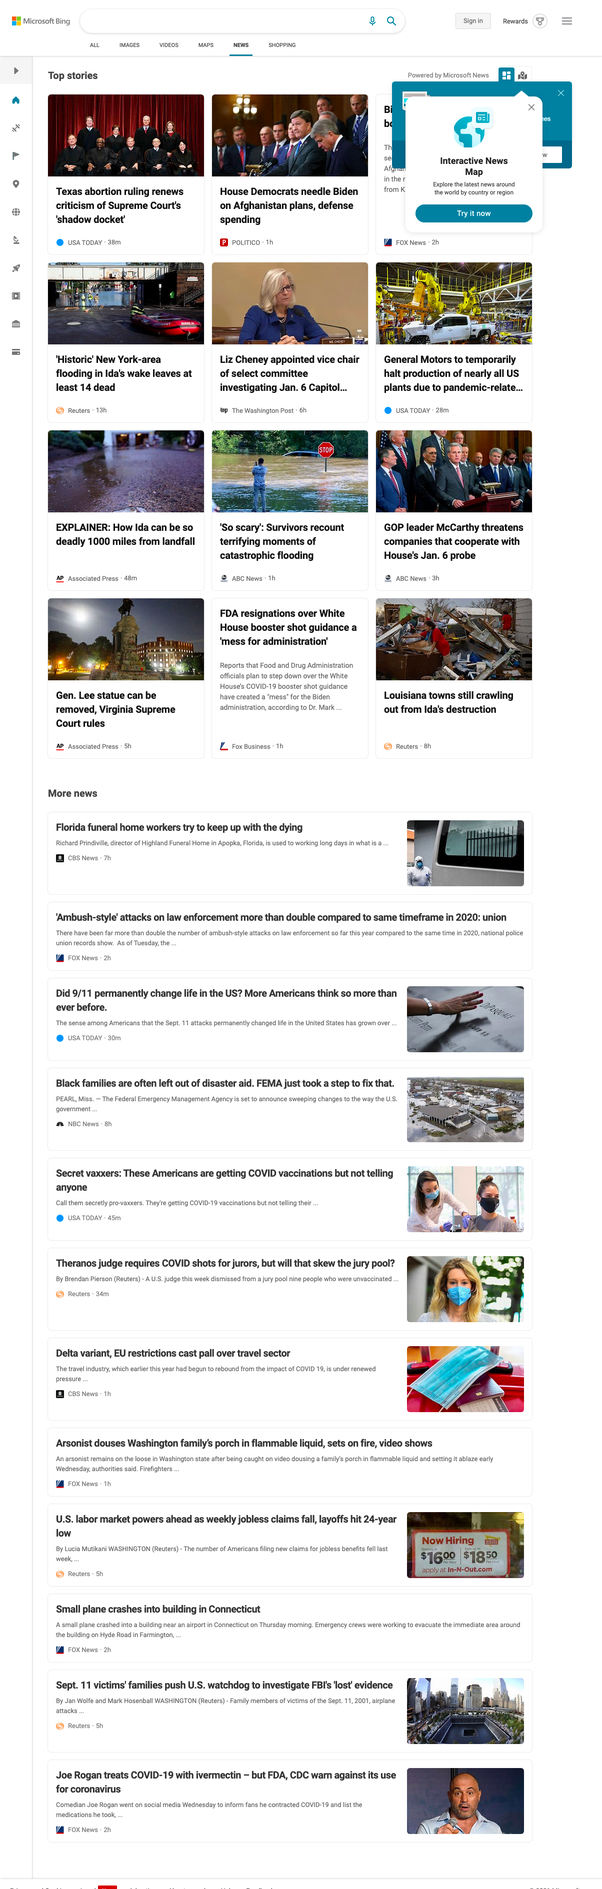 Microsoft Bing
Sign in
Rewards
ALL
IMAGES
VIDEOS
MAPS
NEWS
SHOPPING
Top stories
Powered by Microsoft News
Interactive News
Map
Explore the latest news around
the world by country or region
Try it now
Texas abortion ruling renews
criticism of Supreme Court's
'shadow docket'
USA TODAY · 38m
House Democrats needle Biden
on Afghanistan plans, defense
spending
POLITICO · 1h
FOX News · 2h
'Historic' New York-area
flooding in Ida's wake leaves at
least 14 dead
Reuters · 13h
Liz Cheney appointed vice chair
of select committee
investigating Jan. 6 Capitol...
The Washington Post · 6h
General Motors to temporarily
halt production of nearly all US
plants due to pandemic-relate...
USA TODAY · 28m
STOP
EXPLAINER: How Ida can be so
deadly 1000 miles from landfall
Associated Press · 48m
'So scary': Survivors recount
terrifying moments of
catastrophic flooding
ABC News · 1h
GOP leader McCarthy threatens
companies that cooperate with
House's Jan. 6 probe
ABC News · 3h
Gen. Lee statue can be
removed, Virginia Supreme
Court rules
Associated Press · 5h
FDA resignations over White
House booster shot guidance a
'mess for administration'
Reports that Food and Drug Administration
officials plan to step down over the White
House's COVID-19 booster shot guidance
have created a "mess" for the Biden
administration, according to Dr. Mark ...
Fox Business · 1h
Louisiana towns still crawling
out from Ida's destruction
Reuters · 8h
More news
Florida funeral home workers try to keep up with the dying
Richard Prindiville, director of Highland Funeral Home in Apopka, Florida, is used to working long days in what is a ...
CBS News · 7h
'Ambush-style' attacks on law enforcement more than double compared to same timeframe in 2020: union
There have been far more than double the number of ambush-style attacks on law enforcement so far this year compared to the same time in 2020, national police
union records show. As of Tuesday, the ...
FOX News · 2h
Did 9/11 permanently change life in the US? More Americans think so more than
ever before.
The sense among Americans that the Sept. 11 attacks permanently changed life in the United States has grown over ...
USA TODAY · 30m
Black families are often left out of disaster aid. FEMA just took a step to fix that.
PEARL, Miss. — The Federal Emergency Management Agency is set to announce sweeping changes to the way the U.S.
government ...
NBC News · 8h
Secret vaxxers: These Americans are getting COVID vaccinations but not telling
anyone
Call them secretly pro-vaxxers. They're getting COVID-19 vaccinations but not telling their ...
USA TODAY · 45m
Theranos judge requires COVID shots for jurors, but will that skew the jury pool?
By Brendan Pierson (Reuters) - A U.S. judge this week dismissed from a jury pool nine people who were unvaccinated ...
Reuters · 34m
Delta variant, EU restrictions cast pall over travel sector
The travel industry, which earlier this year had begun to rebound from the impact of COVID 19, is under renewed
pressure ...
CBS News · 1h
Arsonist douses Washington family's porch in flammable liquid, sets on fire, video shows
An arsonist remains on the loose in Washington state after being caught on video dousing a family's porch in flammable liquid and setting it ablaze early
Wednesday, authorities said. Firefighters ...
FOX News · 1h
U.S. labor market powers ahead as weekly jobless claims fall, layoffs hit 24-year
low
By Lucia Mutikani WASHINGTON (Reuters) - The number of Americans filing new claims for jobless benefits fell last
week, ...
Reuters · 5h
Now Hiring
$16.00
$18.50
apply at In-n-Out.com
Small plane crashes into building in Connecticut
A small plane crashed into a building near an airport in Connecticut on Thursday morning. Emergency crews were working to evacuate the immediate area around
the building on Hyde Road in Farmington, ...
FOX News · 2h
Sept. 11 victims' families push U.S. watchdog to investigate FBI's 'lost' evidence
By Jan Wolfe and Mark Hosenball WASHINGTON (Reuters) - Family members of victims of the Sept. 11, 2001, airplane
attacks ...
Reuters · 5h
Joe Rogan treats COVID-19 with ivermectin – but FDA, CDC warn against its use
for coronavirus
Comedian Joe Rogan went on social media Wednesday to inform fans he contracted COVID-19 and list the
medications he took, ...
FOX News · 2h